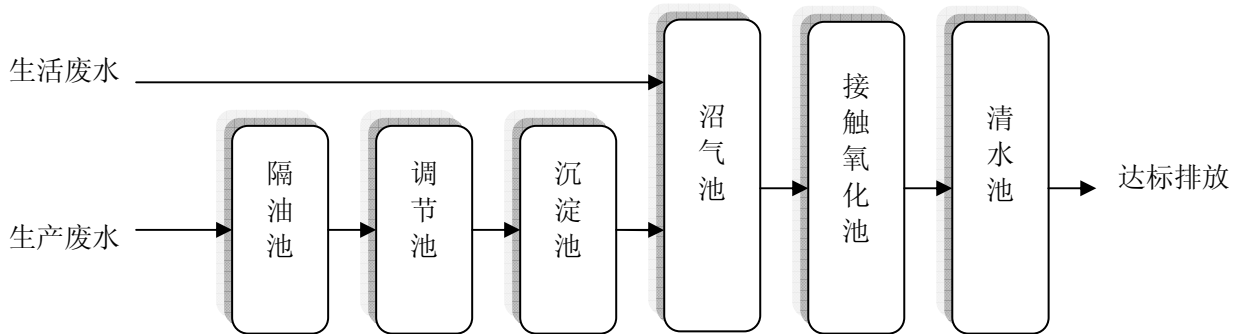 生活废水
生产废水
隔油池
调节池
沉淀池
沼气池
接触氧化池
清水池
达标排放